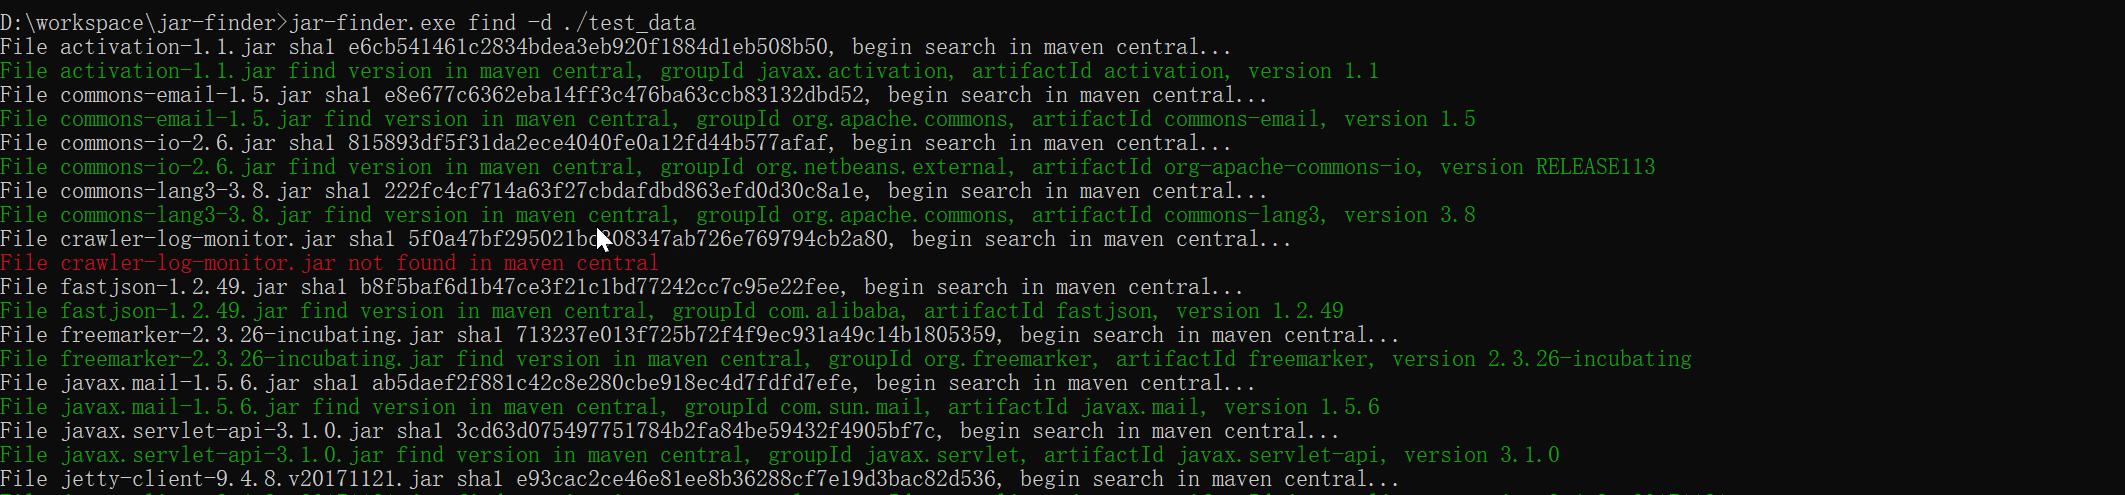 D:\workspace\jar-finder>jar-finder.exe find -d ./test_data
File activation-1.1.jar sha1 e6cb541461c2834bdea3eb920f1884d1eb508b50, begin search in maven central...
File activation-1.1.jar find version in maven central, groupId javax.activation, artifactId activation, version 1.1
File commons-email-1.5.jar sha1 e8e677c6362eba14ff3c476ba63ccb83132dbd52, begin search in maven central...
File commons-email-1.5.jar find version in maven central, groupId org.apache.commons, artifactId commons-email, version 1.5
File commons-io-2.6.jar sha1 815893df5f31da2ece4040fe0a12fd44b577afaf, begin search in maven central...
File commons-io-2.6.jar find version in maven central, groupId org.netbeans.external, artifactId org-apache-commons-io, version RELEASE113
File commons-lang3-3.8.jar sha1 222fc4cf714a63f27cbdafdbd863efd0d30c8a1e, begin search in maven central...
File commons-lang3-3.8.jar find version in maven central, groupId org.apache.commons, artifactId commons-lang3, version 3.8
File crawler-log-monitor.jar sha1 begin search in maven central...
File crawler-log-monitor.jar not found in maven central
File fastjson-1.2.49.jar sha1 b8f5baf6d1b47ce3f21c1bd77242cc7c95e22fee, begin search in maven central...
File fastjson-1.2.49.jar find version in maven central, groupId com.alibaba, artifactId fastjson, version 1.2.49
File freemarker-2.3.26-incubating.jar sha1 713237e013f725b72f4f9ec931a49c14b1805359, begin search in maven central...
File freemarker-2.3.26-incubating.jar find version in maven central, groupId org.freemarker, artifactId freemarker, version 2.3.26-incubating
File javax.mail-1.5.6.jar sha1 ab5daef2f881c42c8e280cbe918ec4d7fdfd7efe, begin search in maven central...
File javax.mail-1.5.6.jar find version in maven central, groupId com.sun.mail, artifactId javax.mail, version 1.5.6
File javax.servlet-api-3.1.0.jar sha1 3cd63d075497751784b2fa84be59432f4905bf7c, begin search in maven central...
File javax.servlet-api-3.1.0.jar find version in maven central, groupId javax.servlet, artifactId javax.servlet-api, version 3.1.0
File jetty-client-9.4.8.v20171121.jar sha1 e93cac2ce46e81ee8b36288cf7e19d3bac82d536, begin search in maven central...